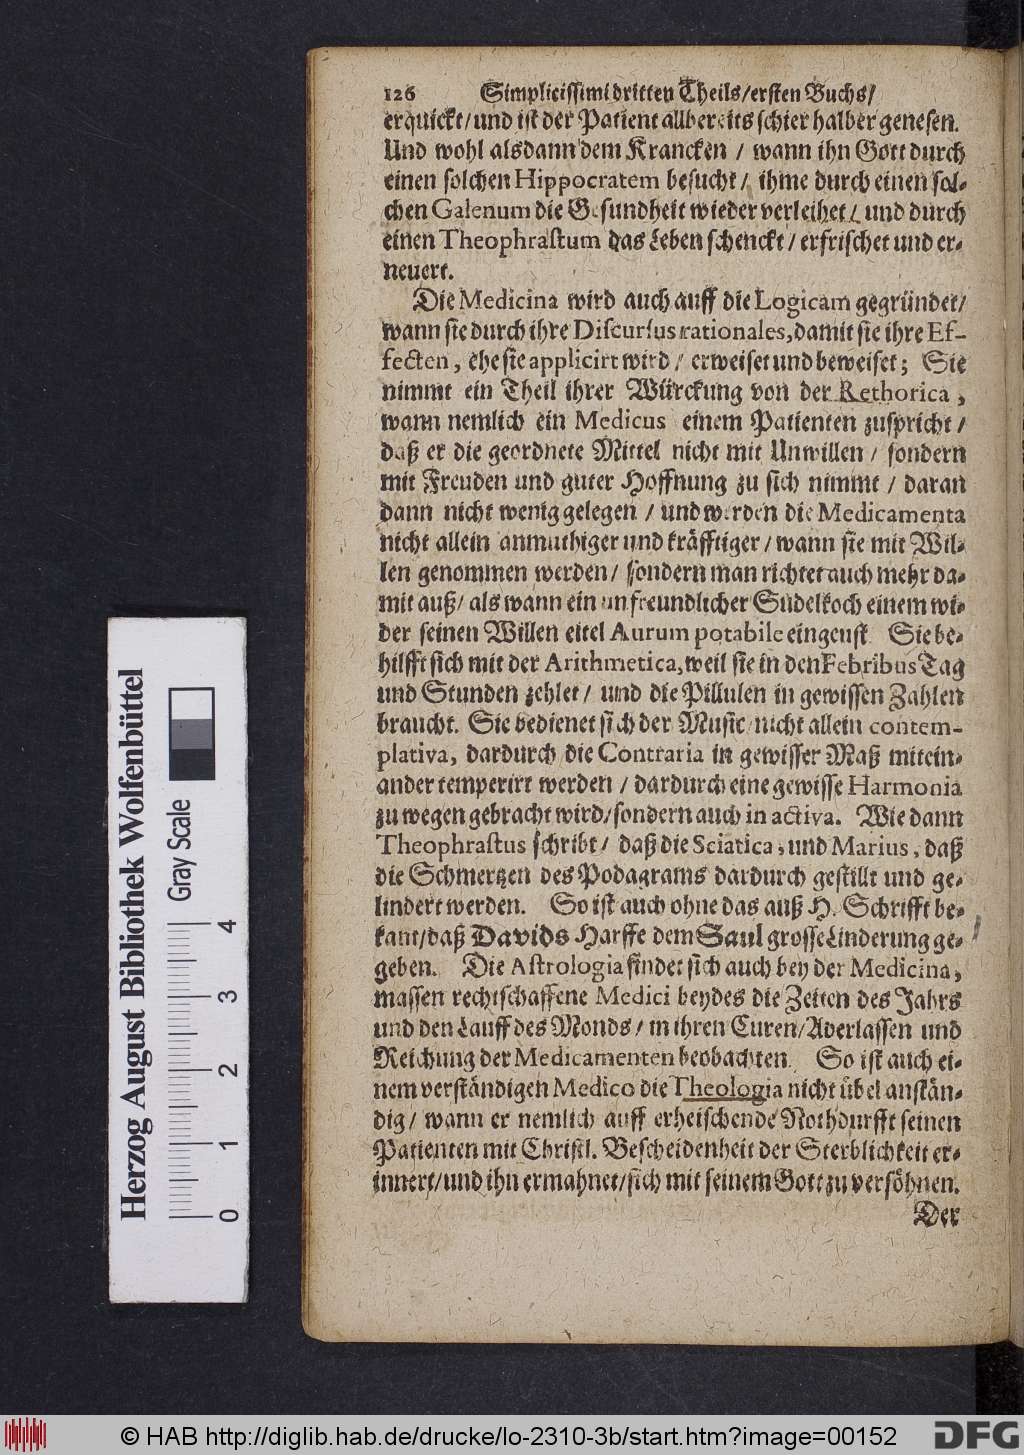 126 Simplicissimi dritten Theils/ersten Buchs/
erquickt/und ist der Patient allbereits schier halber genesen.
Und wohl alsdann dem Krancken / wann ihn Gott durch
einen solchen Hippocratem besucht / ihme durch einen sol-
chen Galenum die Gesundheit wieder verleihet / und durch
einen Theophrastum das Leben schenckt / erfrischet und er-
neuert.
Die Medicina wird auch auff die Logicam gegründet/
wann sie durch ihre Discursus rationales, damit sie ihre Ef-
fecten, ehe sie applicirt wird / erweiset und beweiset; Sie
nimmt ein Theil ihrer Würckung von der Rethorica,
wann nemlich ein Medicus einem Patienten zuspricht /
daß er die geordnete Mittel nicht mit Unwillen / sondern
mit Freuden und guter Hoffnung zu sich nimmt / daran
dann nicht wenig gelegen / und werden die Medicamenta
nicht allein anmuthiger und kräfftiger / wann sie mit Wil-
len genommen werden / sondern man richtet auch mehr da-
mit auß / als wann ein unfreundlicher Sudelkoch einem wi-
der seinen Willen eitel Aurum potabile eingeust. Sie be-
hilfft sich mit der Arithmetica, weil sie in den Febribus Tag
und Stunden zehlet / und die Pillulen in gewissen Zahlen
braucht. Sie bedienet sich der Music nicht allein contem-
plativa, dardurch die Contraria in gewisser Maß mitein-
ander temperirt werden / dardurch eine gewisse Harmonia
zu wegen gebracht wird/sondern auch in activa. Wie dann
Theophrastus schribt / daß die Sciatica, und Marius, daß
die Schmertzen des Podagrams dardurch gestillt und ge-
lindert werden. So ist auch ohne das auß H. Schrifft be-
kant/daß Davids Harffe dem Saul grosse Linderung ge-
geben. Die Astrologia findet sich auch bey der Medicina,
massen rechtschaffene Medici beydes die Zeiten des Jahrs
und den Lauff des Monds / in ihren Curen/Aderlassen und
Reichung der Medicamenten beobachten. So ist auch ei-
nem verständigen Medico die Theologia nicht übel anstän-
dig / wann er nemlich auff erheischende Nothdurfft seinen
Patienten mit Christl. Bescheidenheit der Sterblichkeit er-
innert/und ihn ermahnet/sich mit seinem Gott zu versöhnen.
Der
Herzog August Bibliothek Wolfenbüttel
Gray Scale
0 1 2 3 4
© HAB http://diglib.hab.de/drucke/lo-2310-3b/start.htm?image=00152
DFG